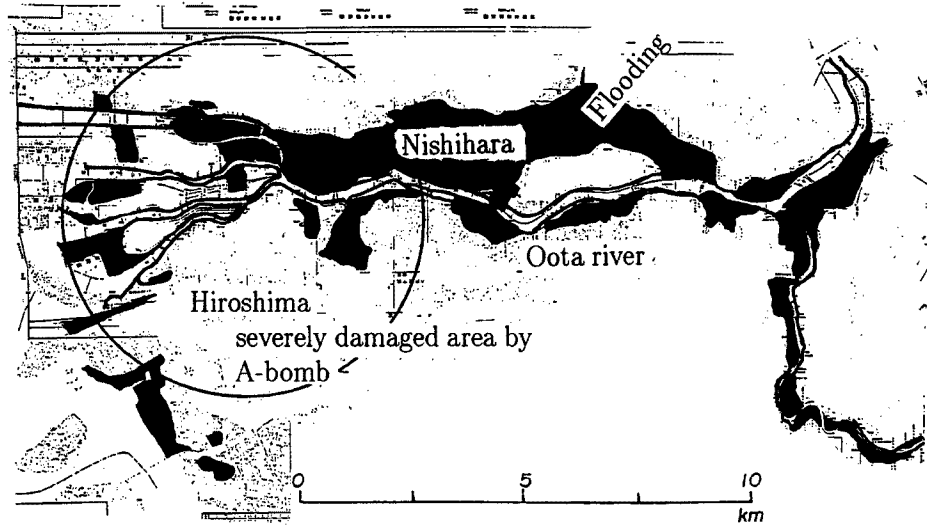 Flooding
Nishihara
Oota river
Hiroshima
severely damaged area by
A-bomb
0 5 10
km